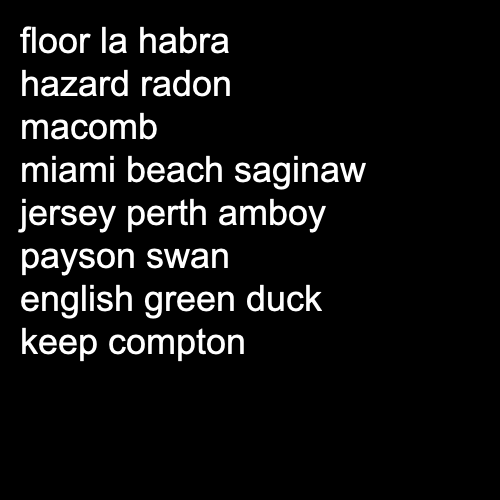 floor la habra
hazard radon
macomb
miami beach saginaw
jersey perth amboy
payson swan
english green duck
keep compton